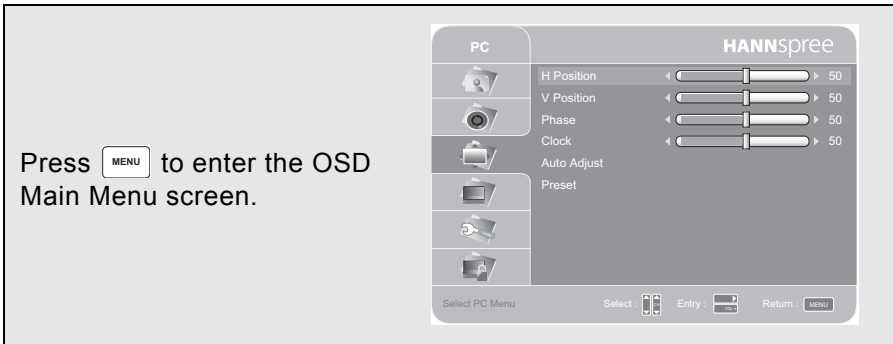 Press MENU to enter the OSD
Main Menu screen.
PC
HANNspree
H Position 50
V Position 50
Phase 50
Clock 50
Auto Adjust
Preset
Select PC Menu Select : Entry : VOL+ Return : MENU